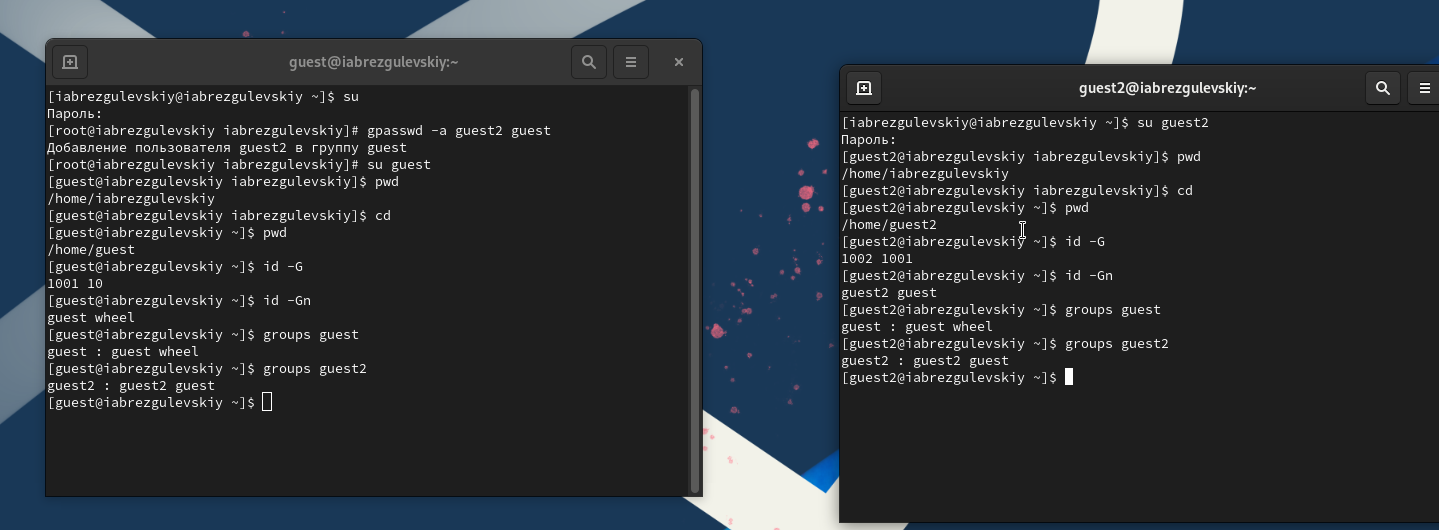 guest@iabrezgulevskiy:~
[iabrezgulevskiy@iabrezgulevskiy ~]$ su
Пароль:
[root@iabrezgulevskiy iabrezgulevskiy]# gpasswd -a guest2 guest
Добавление пользователя guest2 в группу guest
[root@iabrezgulevskiy iabrezgulevskiy]# su guest
[guest@iabrezgulevskiy iabrezgulevskiy]$ pwd
/home/iabrezgulevskiy
[guest@iabrezgulevskiy iabrezgulevskiy]$ cd
[guest@iabrezgulevskiy ~]$ pwd
/home/guest
[guest@iabrezgulevskiy ~]$ id -G
1001 10
[guest@iabrezgulevskiy ~]$ id -Gn
guest wheel
[guest@iabrezgulevskiy ~]$ groups guest
guest : guest wheel
[guest@iabrezgulevskiy ~]$ groups guest2
guest2 : guest2 guest
[guest@iabrezgulevskiy ~]$
guest2@iabrezgulevskiy:~
[iabrezgulevskiy@iabrezgulevskiy ~]$ su guest2
Пароль:
[guest2@iabrezgulevskiy iabrezgulevskiy]$ pwd
/home/iabrezgulevskiy
[guest2@iabrezgulevskiy iabrezgulevskiy]$ cd
[guest2@iabrezgulevskiy ~]$ pwd
/home/guest2
[guest2@iabrezgulevskiy ~]$ id -G
1002 1001
[guest2@iabrezgulevskiy ~]$ id -Gn
guest2 guest
[guest2@iabrezgulevskiy ~]$ groups guest
guest : guest wheel
[guest2@iabrezgulevskiy ~]$ groups guest2
guest2 : guest2 guest
[guest2@iabrezgulevskiy ~]$